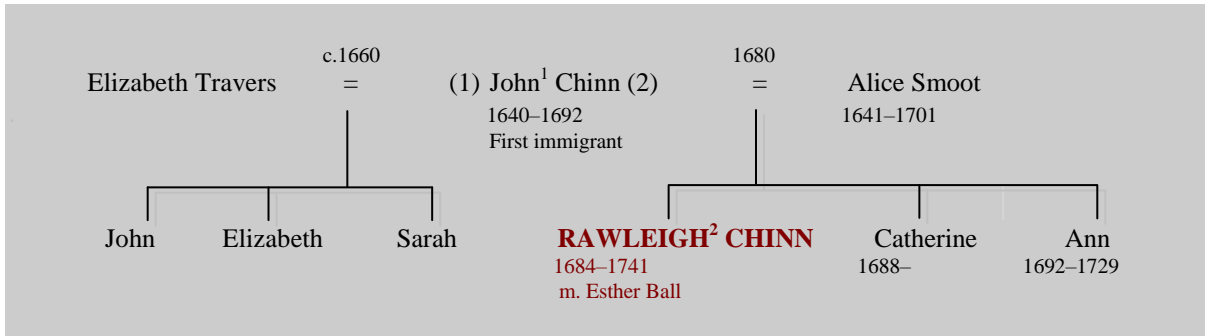 c.1660 1680
Elizabeth Travers = (1) John¹ Chinn (2) = Alice Smoot
1640–1692 1641–1701
First immigrant
John Elizabeth Sarah RAWLEIGH² CHINN Catherine Ann
1684–1741 1688– 1692–1729
m. Esther Ball